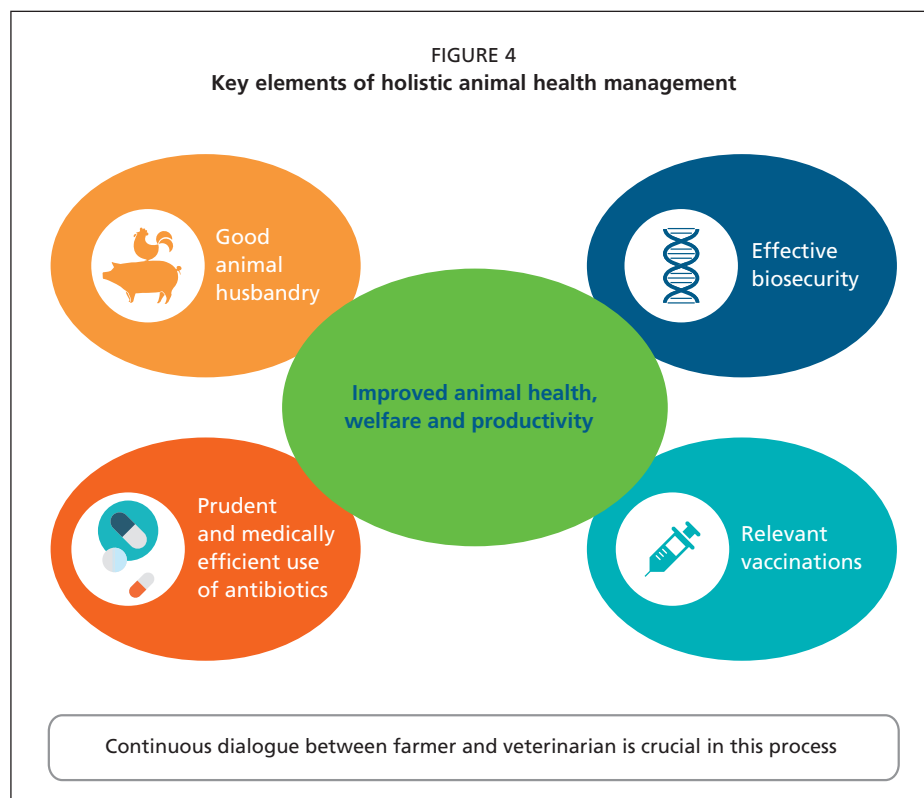 FIGURE 4
Key elements of holistic animal health management
Good
animal
husbandry
Effective
biosecurity
Improved animal health,
welfare and productivity
Prudent
and medically
efficient use
of antibiotics
Relevant
vaccinations
Continuous dialogue between farmer and veterinarian is crucial in this process